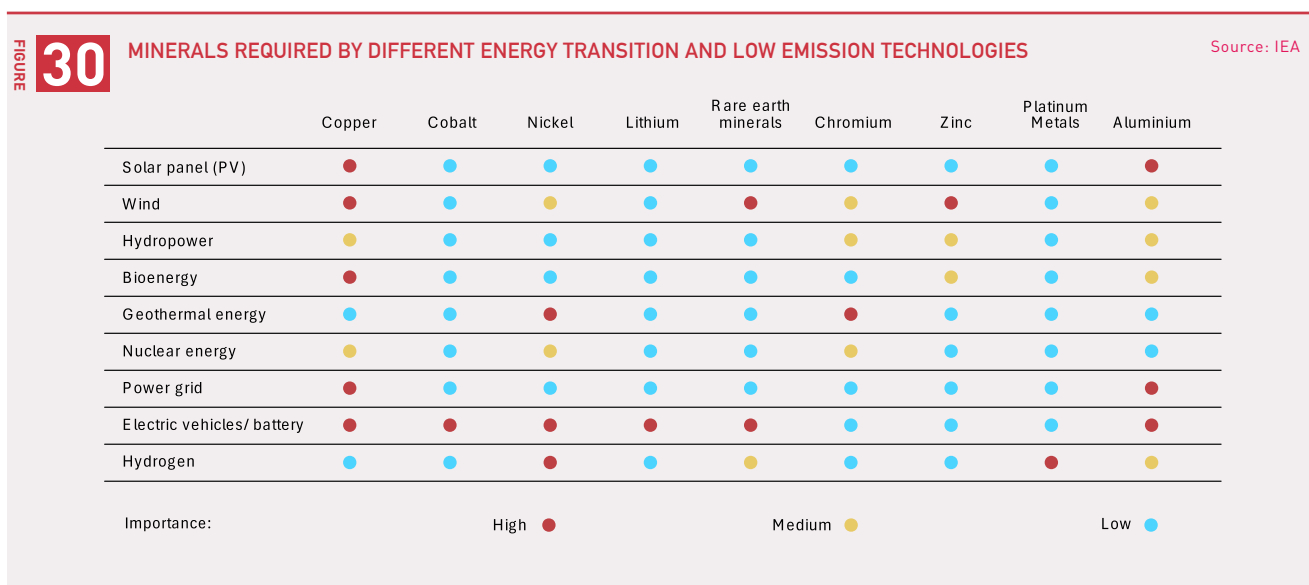 FIGURE
30
MINERALS REQUIRED BY DIFFERENT ENERGY TRANSITION AND LOW EMISSION TECHNOLOGIES
Source: IEA
Copper
Cobalt
Nickel
Lithium
Rare earth
minerals
Chromium
Zinc
Platinum
Metals
Aluminium
Solar panel (PV)
Wind
Hydropower
Bioenergy
Geothermal energy
Nuclear energy
Power grid
Electric vehicles/ battery
Hydrogen
Importance:
High
Medium
Low